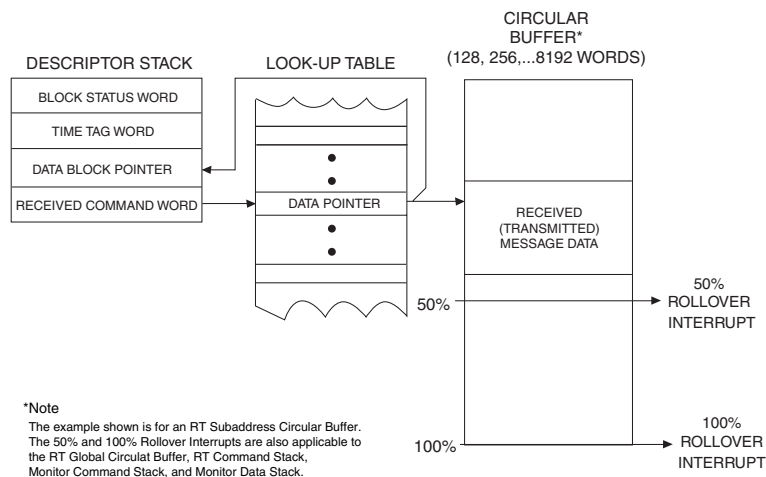 CIRCULAR
BUFFER*
(128, 256,...8192 WORDS)
DESCRIPTOR STACK
LOOK-UP TABLE
BLOCK STATUS WORD
TIME TAG WORD
DATA BLOCK POINTER
RECEIVED COMMAND WORD
DATA POINTER
RECEIVED
(TRANSMITTED)
MESSAGE DATA
50%
50%
ROLLOVER
INTERRUPT
100%
100%
ROLLOVER
INTERRUPT
*Note
The example shown is for an RT Subaddress Circular Buffer.
The 50% and 100% Rollover Interrupts are also applicable to
the RT Global Circulat Buffer, RT Command Stack,
Monitor Command Stack, and Monitor Data Stack.